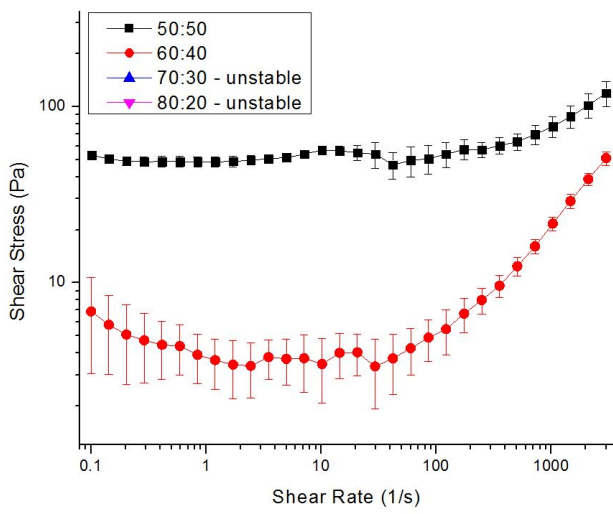 50:50
60:40
70:30 - unstable
80:20 - unstable
100
10
Shear Stress (Pa)
0.1 1 10 100 1000
Shear Rate (1/s)